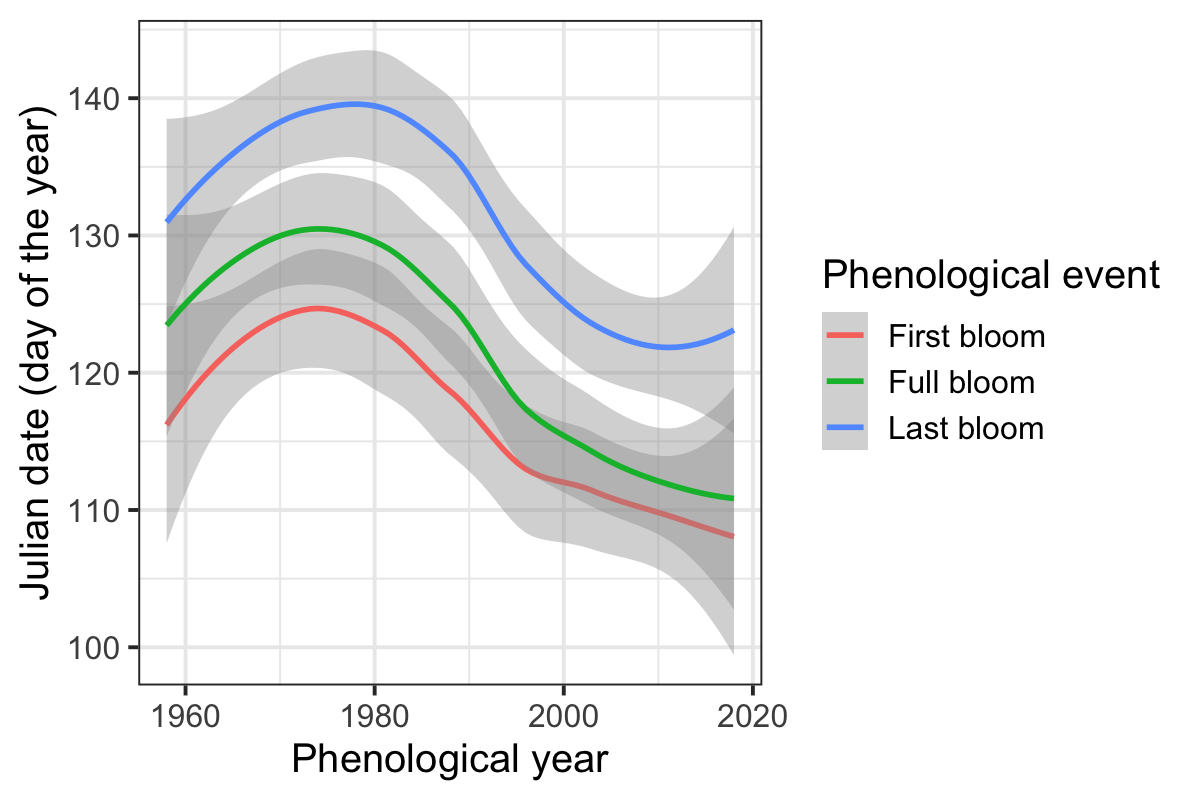 Julian date (day of the year)
140
130
120
110
100
1960 1980 2000 2020
Phenological year
Phenological event
First bloom
Full bloom
Last bloom